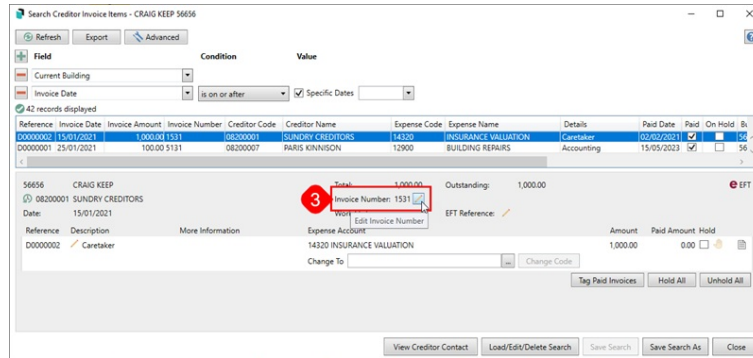 Search Creditor Invoice Items - CRAIG KEEP 56656
Refresh Export Advanced
Field Condition Value
Current Building
Invoice Date is on or after Specific Dates
42 records displayed
Reference Invoice Date Invoice Amount Invoice Number Creditor Code Creditor Name Expense Code Expense Name Details Paid Date Paid On Hold
D0000002 15/01/2021 1,000.00 1531 08200001 SUNDRY CREDITORS 14320 INSURANCE VALUATION Caretaker 02/02/2021 56
D0000001 25/01/2021 100.00 5131 08200007 PARIS KINNISON 12900 BUILDING REPAIRS Accounting 15/05/2023 56
56656 CRAIG KEEP Total: 1,000.00 Outstanding: 1,000.00 e EFT
08200001 SUNDRY CREDITORS 3 Invoice Number: 1531
Date: 15/01/2021 Wor EFT Reference:
Edit Invoice Number
Reference Description More Information Expense Account Amount Paid Amount Hold
D0000002 Caretaker 14320 INSURANCE VALUATION 1,000.00 0.00
Change To ... Change Code
Tag Paid Invoices Hold All Unhold All
View Creditor Contact Load/Edit/Delete Search Save Search Save Search As Close